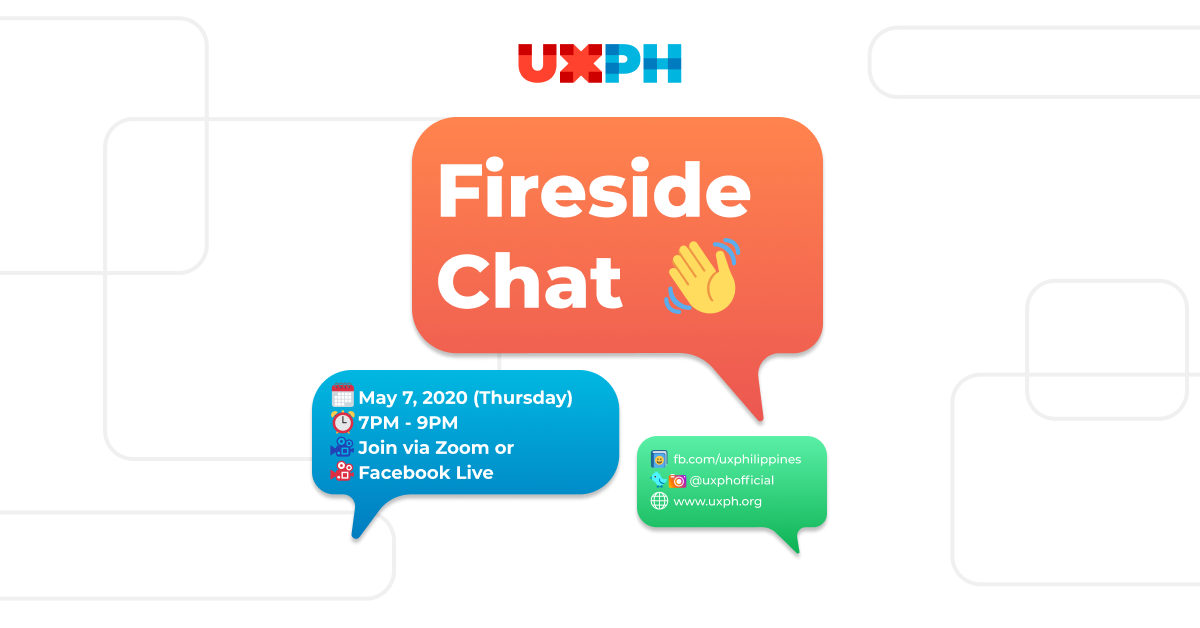 UXPH
Fireside
Chat
May 7, 2020 (Thursday)
7PM - 9PM
Join via Zoom or
Facebook Live
fb.com/uxphilippines
@uxphofficial
www.uxph.org